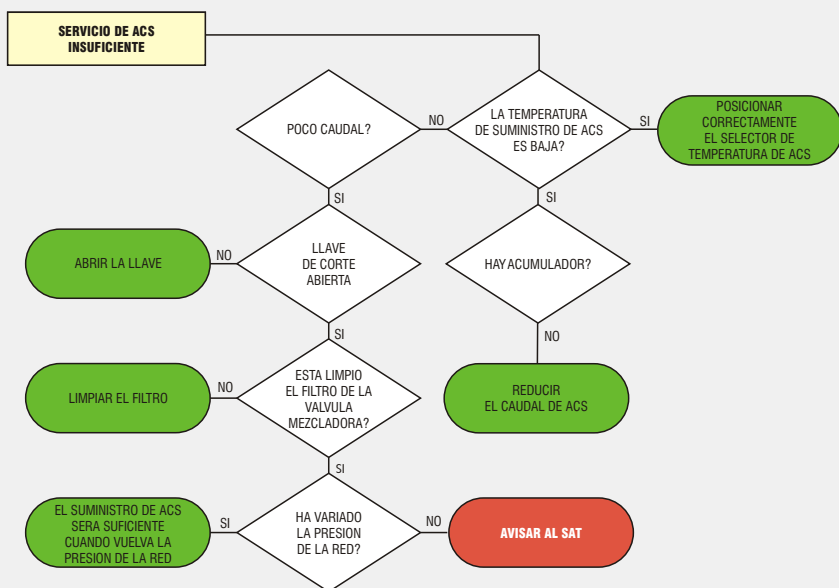 SERVICIO DE ACS
INSUFICIENTE
POCO CAUDAL?
NO
LA TEMPERATURA
DE SUMINISTRO DE ACS
ES BAJA?
SI
POSICIONAR
CORRECTAMENTE
EL SELECTOR DE
TEMPERATURA DE ACS
SI
SI
ABRIR LA LLAVE
NO
LLAVE
DE CORTE
ABIERTA
HAY ACUMULADOR?
SI
NO
LIMPIAR EL FILTRO
NO
ESTA LIMPIO
EL FILTRO DE LA
VALVULA
MEZCLADORA?
REDUCIR
EL CAUDAL DE ACS
SI
EL SUMINISTRO DE ACS
SERA SUFICIENTE
CUANDO VUELVA LA
PRESION DE LA RED
SI
HA VARIADO
LA PRESION
DE LA RED?
NO
AVISAR AL SAT